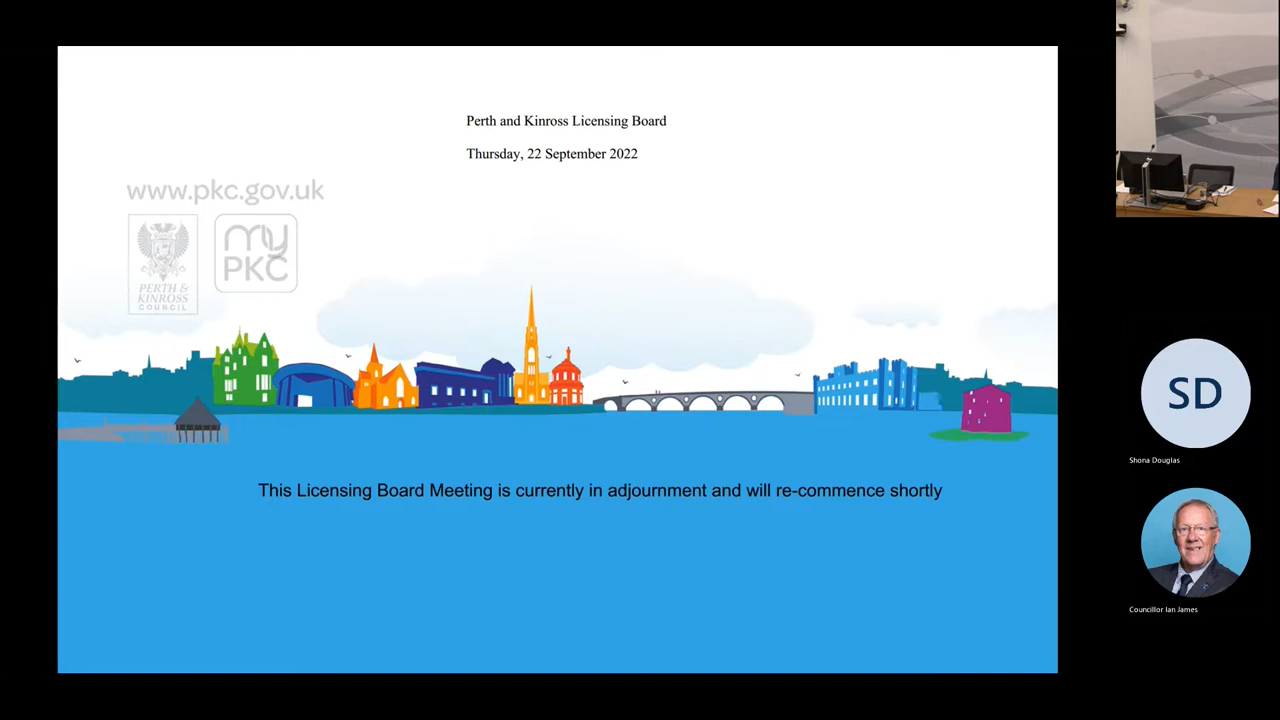 Perth and Kinross Licensing Board
Thursday, 22 September 2022
www.pkc.gov.uk
PERTH &
KINROSS
COUNCIL
my
PKC
This Licensing Board Meeting is currently in adjournment and will re-commence shortly
SD
Shona Douglas
Councillor Ian James